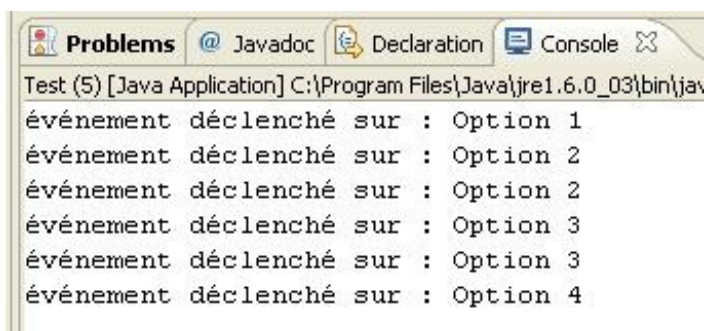 Problems @ Javadoc Declaration Console
Test (5) [Java Application] C:\Program Files\Java\jre1.6.0_03\bin\jav
événement déclenché sur : Option 1
événement déclenché sur : Option 2
événement déclenché sur : Option 2
événement déclenché sur : Option 3
événement déclenché sur : Option 3
événement déclenché sur : Option 4